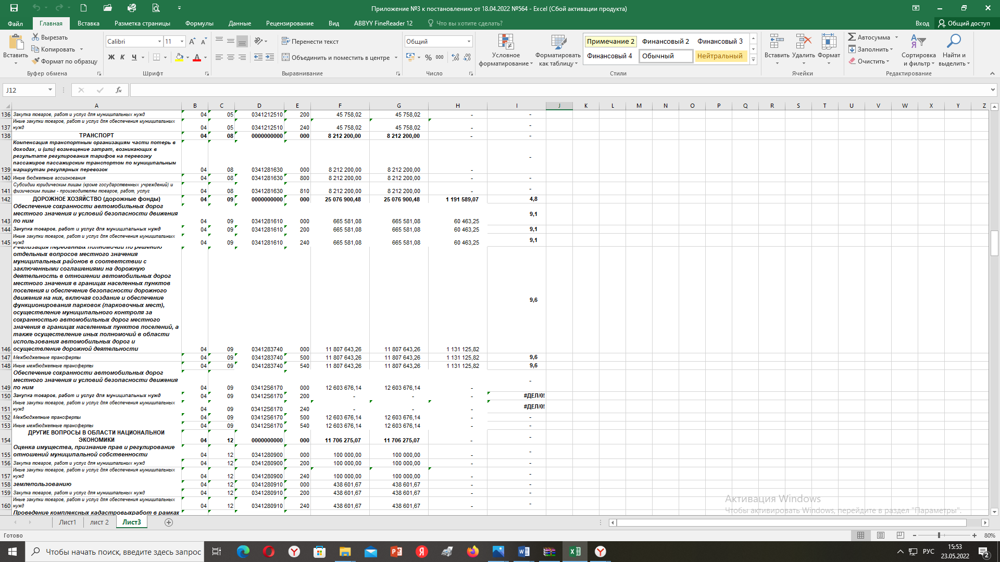 Приложение №3 к постановлению от 18.04.2022 №564 - Excel (Сбой активации продукта)
Файл Главная Вставка Разметка страницы Формулы Данные Рецензирование Вид ABBYY FineReader 12 Что вы хотите сделать? Вход Общий доступ
Вставить
Вырезать
Копировать
Формат по образцу
Буфер обмена
Calibri 11
Ж К Ч
Шрифт
Перенести текст
Объединить и поместить в центре
Выравнивание
Общий
% 000
Число
Условное форматирование
Форматировать как таблицу
Примечание 2 Финансовый 2 Финансовый 3
Финансовый 4 Обычный Нейтральный
Стили
Вставить Удалить Формат
Ячейки
Автосумма
Заполнить
Очистить
Сортировка и фильтр
Найти и выделить
Редактирование
J12 fx
A B C D E F G H I J K L M N O P Q R S T U V W X Y Z
136 Закупка товаров, работ и услуг для муниципальных нужд 04 05 0341212510 200 45 758,02 45 758,02 - -
Иные закупки товаров, работ и услуг для обеспечения муниципальных
137 нужд 04 05 0341212510 240 45 758,02 45 758,02 - -
138 ТРАНСПОРТ 04 08 0000000000 000 8 212 200,00 8 212 200,00 - -
Компенсация транспортным организациям части потерь в
доходах, и (или) возмещение затрат, возникающих в
результате регулирования тарифов на перевозку
пассажиров пассажирским транспортом по муниципальным
139 маршрутам регулярных перевозок 04 08 0341281630 000 8 212 200,00 8 212 200,00 - -
140 Иные бюджетные ассигнования 04 08 0341281630 800 8 212 200,00 8 212 200,00 - -
Субсидии юридическим лицам (кроме государственных учреждений) и
141 физическим лицам - производителям товаров, работ, услуг 04 08 0341281630 810 8 212 200,00 8 212 200,00 - -
142 ДОРОЖНОЕ ХОЗЯЙСТВО (дорожные фонды) 04 09 0000000000 000 25 076 900,48 25 076 900,48 1 191 589,07 4,8
Обеспечение сохранности автомобильных дорог
местного значения и условий безопасности движения
143 по ним 04 09 0341281610 000 665 581,08 665 581,08 60 463,25 9,1
144 Закупка товаров, работ и услуг для муниципальных нужд 04 09 0341281610 200 665 581,08 665 581,08 60 463,25 9,1
Иные закупки товаров, работ и услуг для обеспечения муниципальных
145 нужд 04 09 0341281610 240 665 581,08 665 581,08 60 463,25 9,1
Реализация переданных полномочий по решению
отдельных вопросов местного значения
муниципальных районов в соответствии с
заключенными соглашениями на дорожную
деятельность в отношении автомобильных дорог
местного значения в границах населенных пунктов
поселения и обеспечение безопасности дорожного
движения на них, включая создание и обеспечение
функционирования парковок (парковочных мест),
осуществление муниципального контроля за
сохранностью автомобильных дорог местного
значения в границах населенных пунктов поселений, а
также осуществление иных полномочий в области
использования автомобильных дорог и
146 осуществление дорожной деятельности 04 09 0341283740 000 11 807 643,26 11 807 643,26 1 131 125,82 9,6
147 Межбюджетные трансферты 04 09 0341283740 500 11 807 643,26 11 807 643,26 1 131 125,82 9,6
148 Иные межбюджетные трансферты 04 09 0341283740 540 11 807 643,26 11 807 643,26 1 131 125,82 9,6
Обеспечение сохранности автомобильных дорог
местного значения и условий безопасности движения
149 по ним 04 09 03412S6170 000 12 603 676,14 12 603 676,14 - -
150 Закупка товаров, работ и услуг для муниципальных нужд 04 09 03412S6170 200 - - - #ДЕЛ/0!
Иные закупки товаров, работ и услуг для обеспечения муниципальных
151 нужд 04 09 03412S6170 240 - - - #ДЕЛ/0!
152 Межбюджетные трансферты 04 09 03412S6170 500 12 603 676,14 12 603 676,14 - -
153 Иные межбюджетные трансферты 04 09 03412S6170 540 12 603 676,14 12 603 676,14 - -
ДРУГИЕ ВОПРОСЫ В ОБЛАСТИ НАЦИОНАЛЬНОЙ
154 ЭКОНОМИКИ 04 12 0000000000 000 11 706 275,07 11 706 275,07 - -
Оценка имущества, признание прав и регулирование
155 отношений муниципальной собственности 04 12 0341280900 000 100 000,00 100 000,00 - -
156 Закупка товаров, работ и услуг для муниципальных нужд 04 12 0341280900 200 100 000,00 100 000,00 - -
Иные закупки товаров, работ и услуг для обеспечения муниципальных
157 нужд 04 12 0341280900 240 100 000,00 100 000,00 - -
158 землепользованию 04 12 0341280910 000 438 601,67 438 601,67 - -
159 Закупка товаров, работ и услуг для муниципальных нужд 04 12 0341280910 200 438 601,67 438 601,67 - -
Иные закупки товаров, работ и услуг для обеспечения муниципальных
160 нужд 04 12 0341280910 240 438 601,67 438 601,67 - -
Проведение комплексных кадастровыхработ в рамках
Активация Windows
Чтобы активировать Windows, перейдите в раздел "Параметры".
Лист1 лист 2 Лист3
Готово 80%
Чтобы начать поиск, введите здесь запрос
РУС
15:53
23.05.2022
2